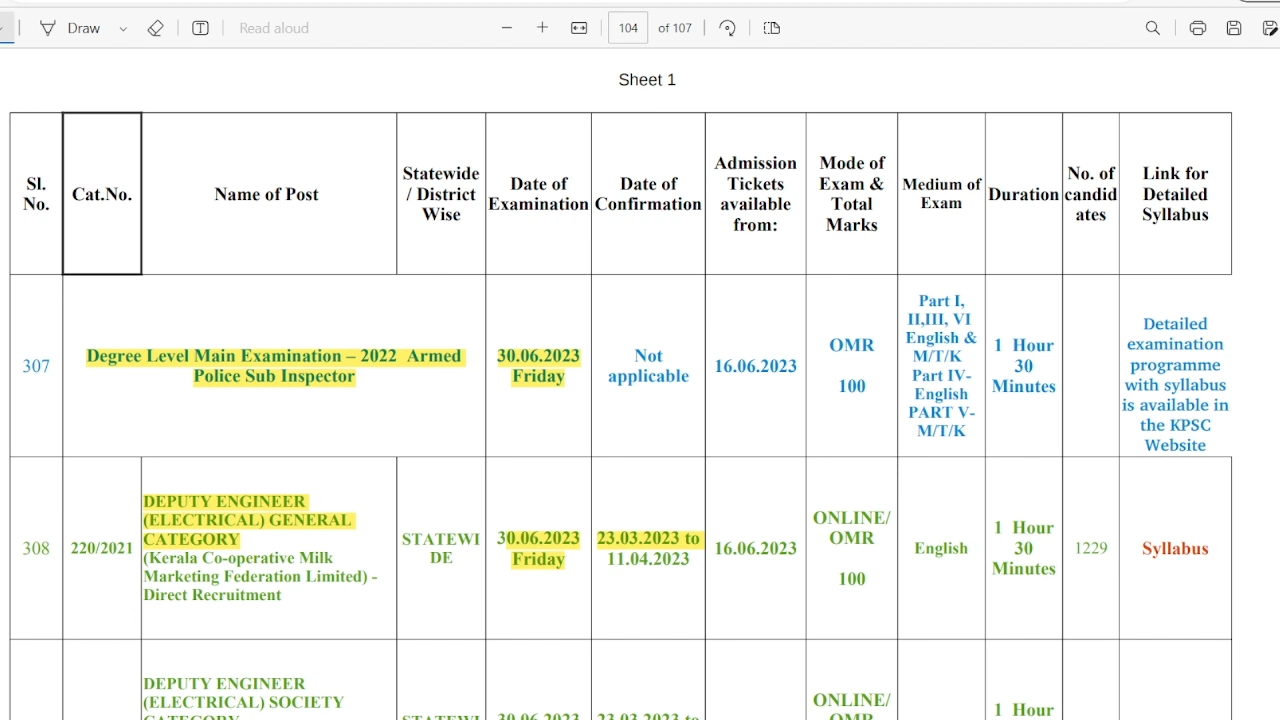 Draw
Read aloud
104
of 107
Sheet 1
Sl.
No.
Cat.No.
Name of Post
Statewide
/ District
Wise
Date of
Examination
Date of
Confirmation
Admission
Tickets
available
from:
Mode of
Exam &
Total
Marks
Medium of
Exam
Duration
No. of
candid
ates
Link for
Detailed
Syllabus
307
Degree Level Main Examination – 2022 Armed
Police Sub Inspector
30.06.2023
Friday
Not
applicable
16.06.2023
OMR
100
Part I,
II,III, VI
English &
M/T/K
Part IV-
English
PART V-
M/T/K
1 Hour
30
Minutes
Detailed
examination
programme
with syllabus
is available in
the KPSC
Website
308
220/2021
DEPUTY ENGINEER
(ELECTRICAL) GENERAL
CATEGORY
(Kerala Co-operative Milk
Marketing Federation Limited) -
Direct Recruitment
STATEWI
DE
30.06.2023
Friday
23.03.2023 to
11.04.2023
16.06.2023
ONLINE/
OMR
100
English
1 Hour
30
Minutes
1229
Syllabus
DEPUTY ENGINEER
(ELECTRICAL) SOCIETY
CATEGORY
STATEWI
30.06.2023
23.03.2023 to
ONLINE/
OMR
1 Hour